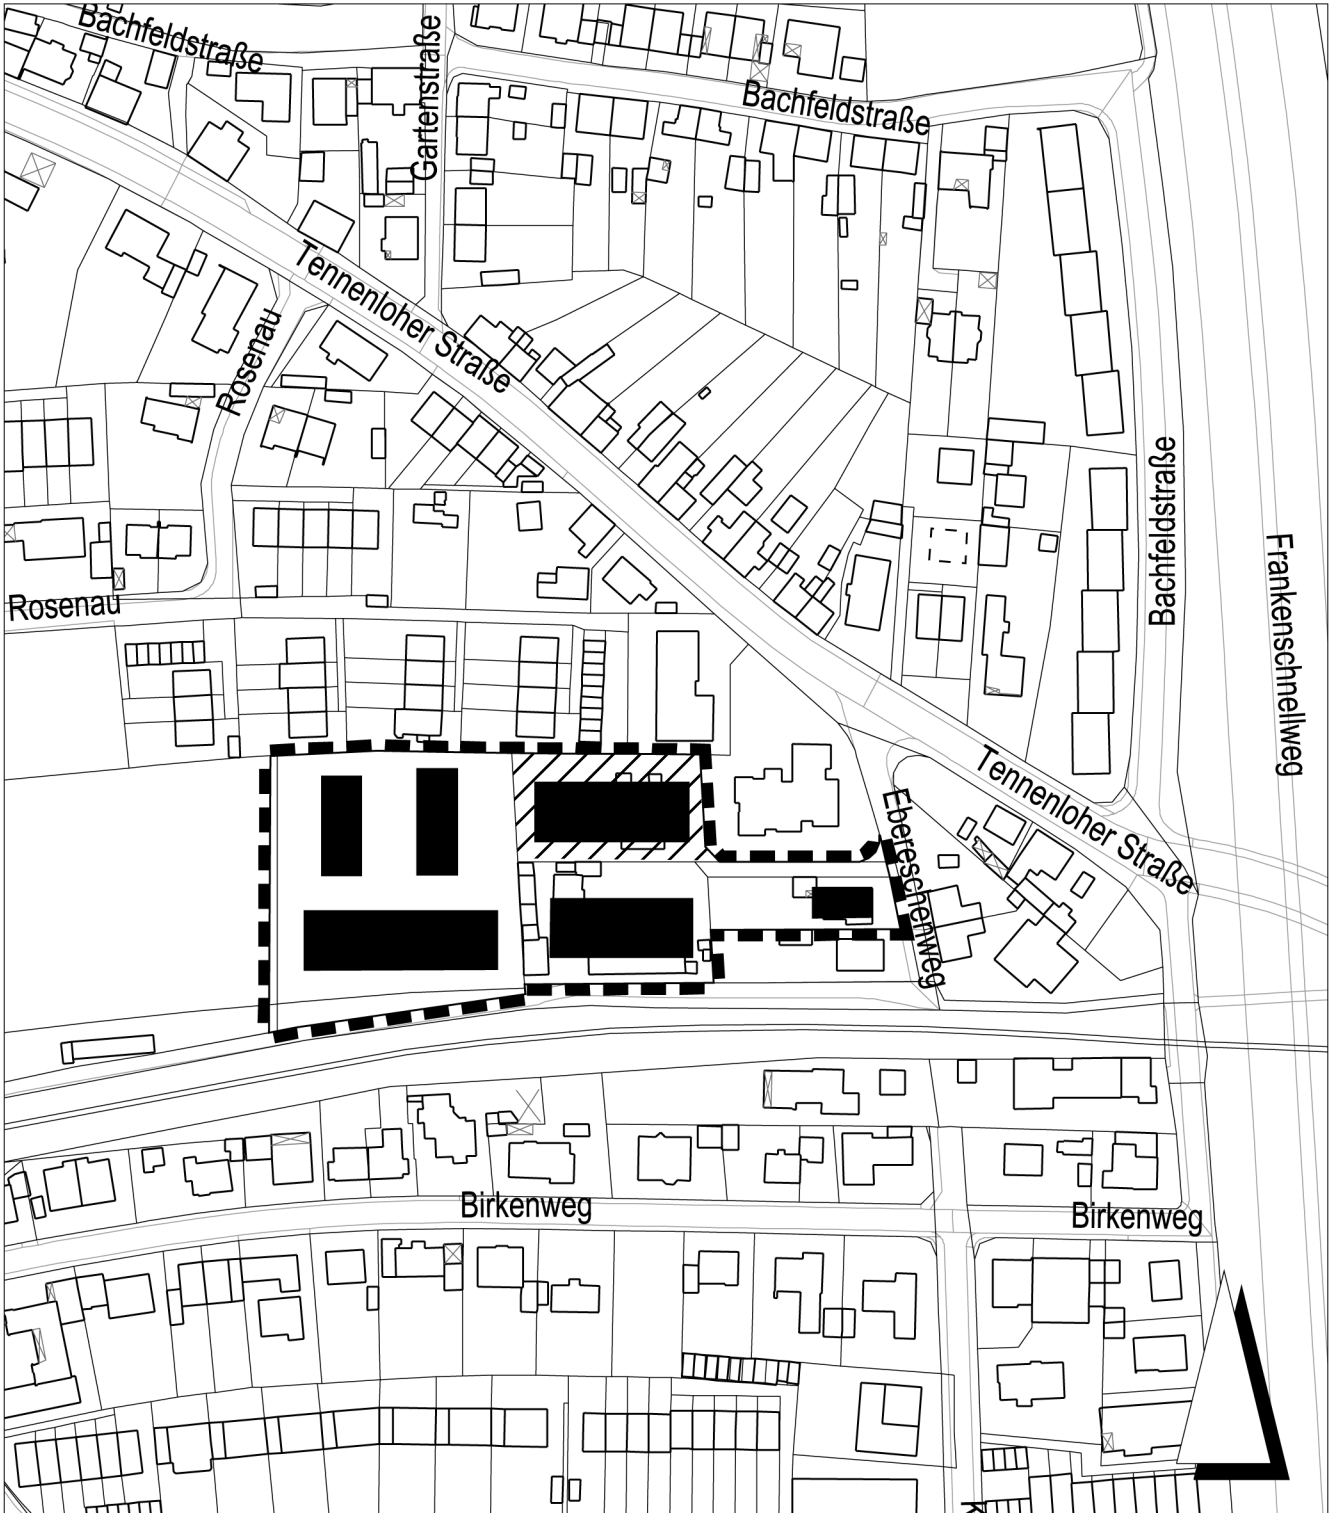 Bachfeldstraße
Gartenstraße
Bachfeldstraße
Tennenloher Straße
Rosenau
Bachfeldstraße
Frankenschnellweg
Rosenau
Tennenloher Straße
Ebereschenweg
Birkenweg
Birkenweg